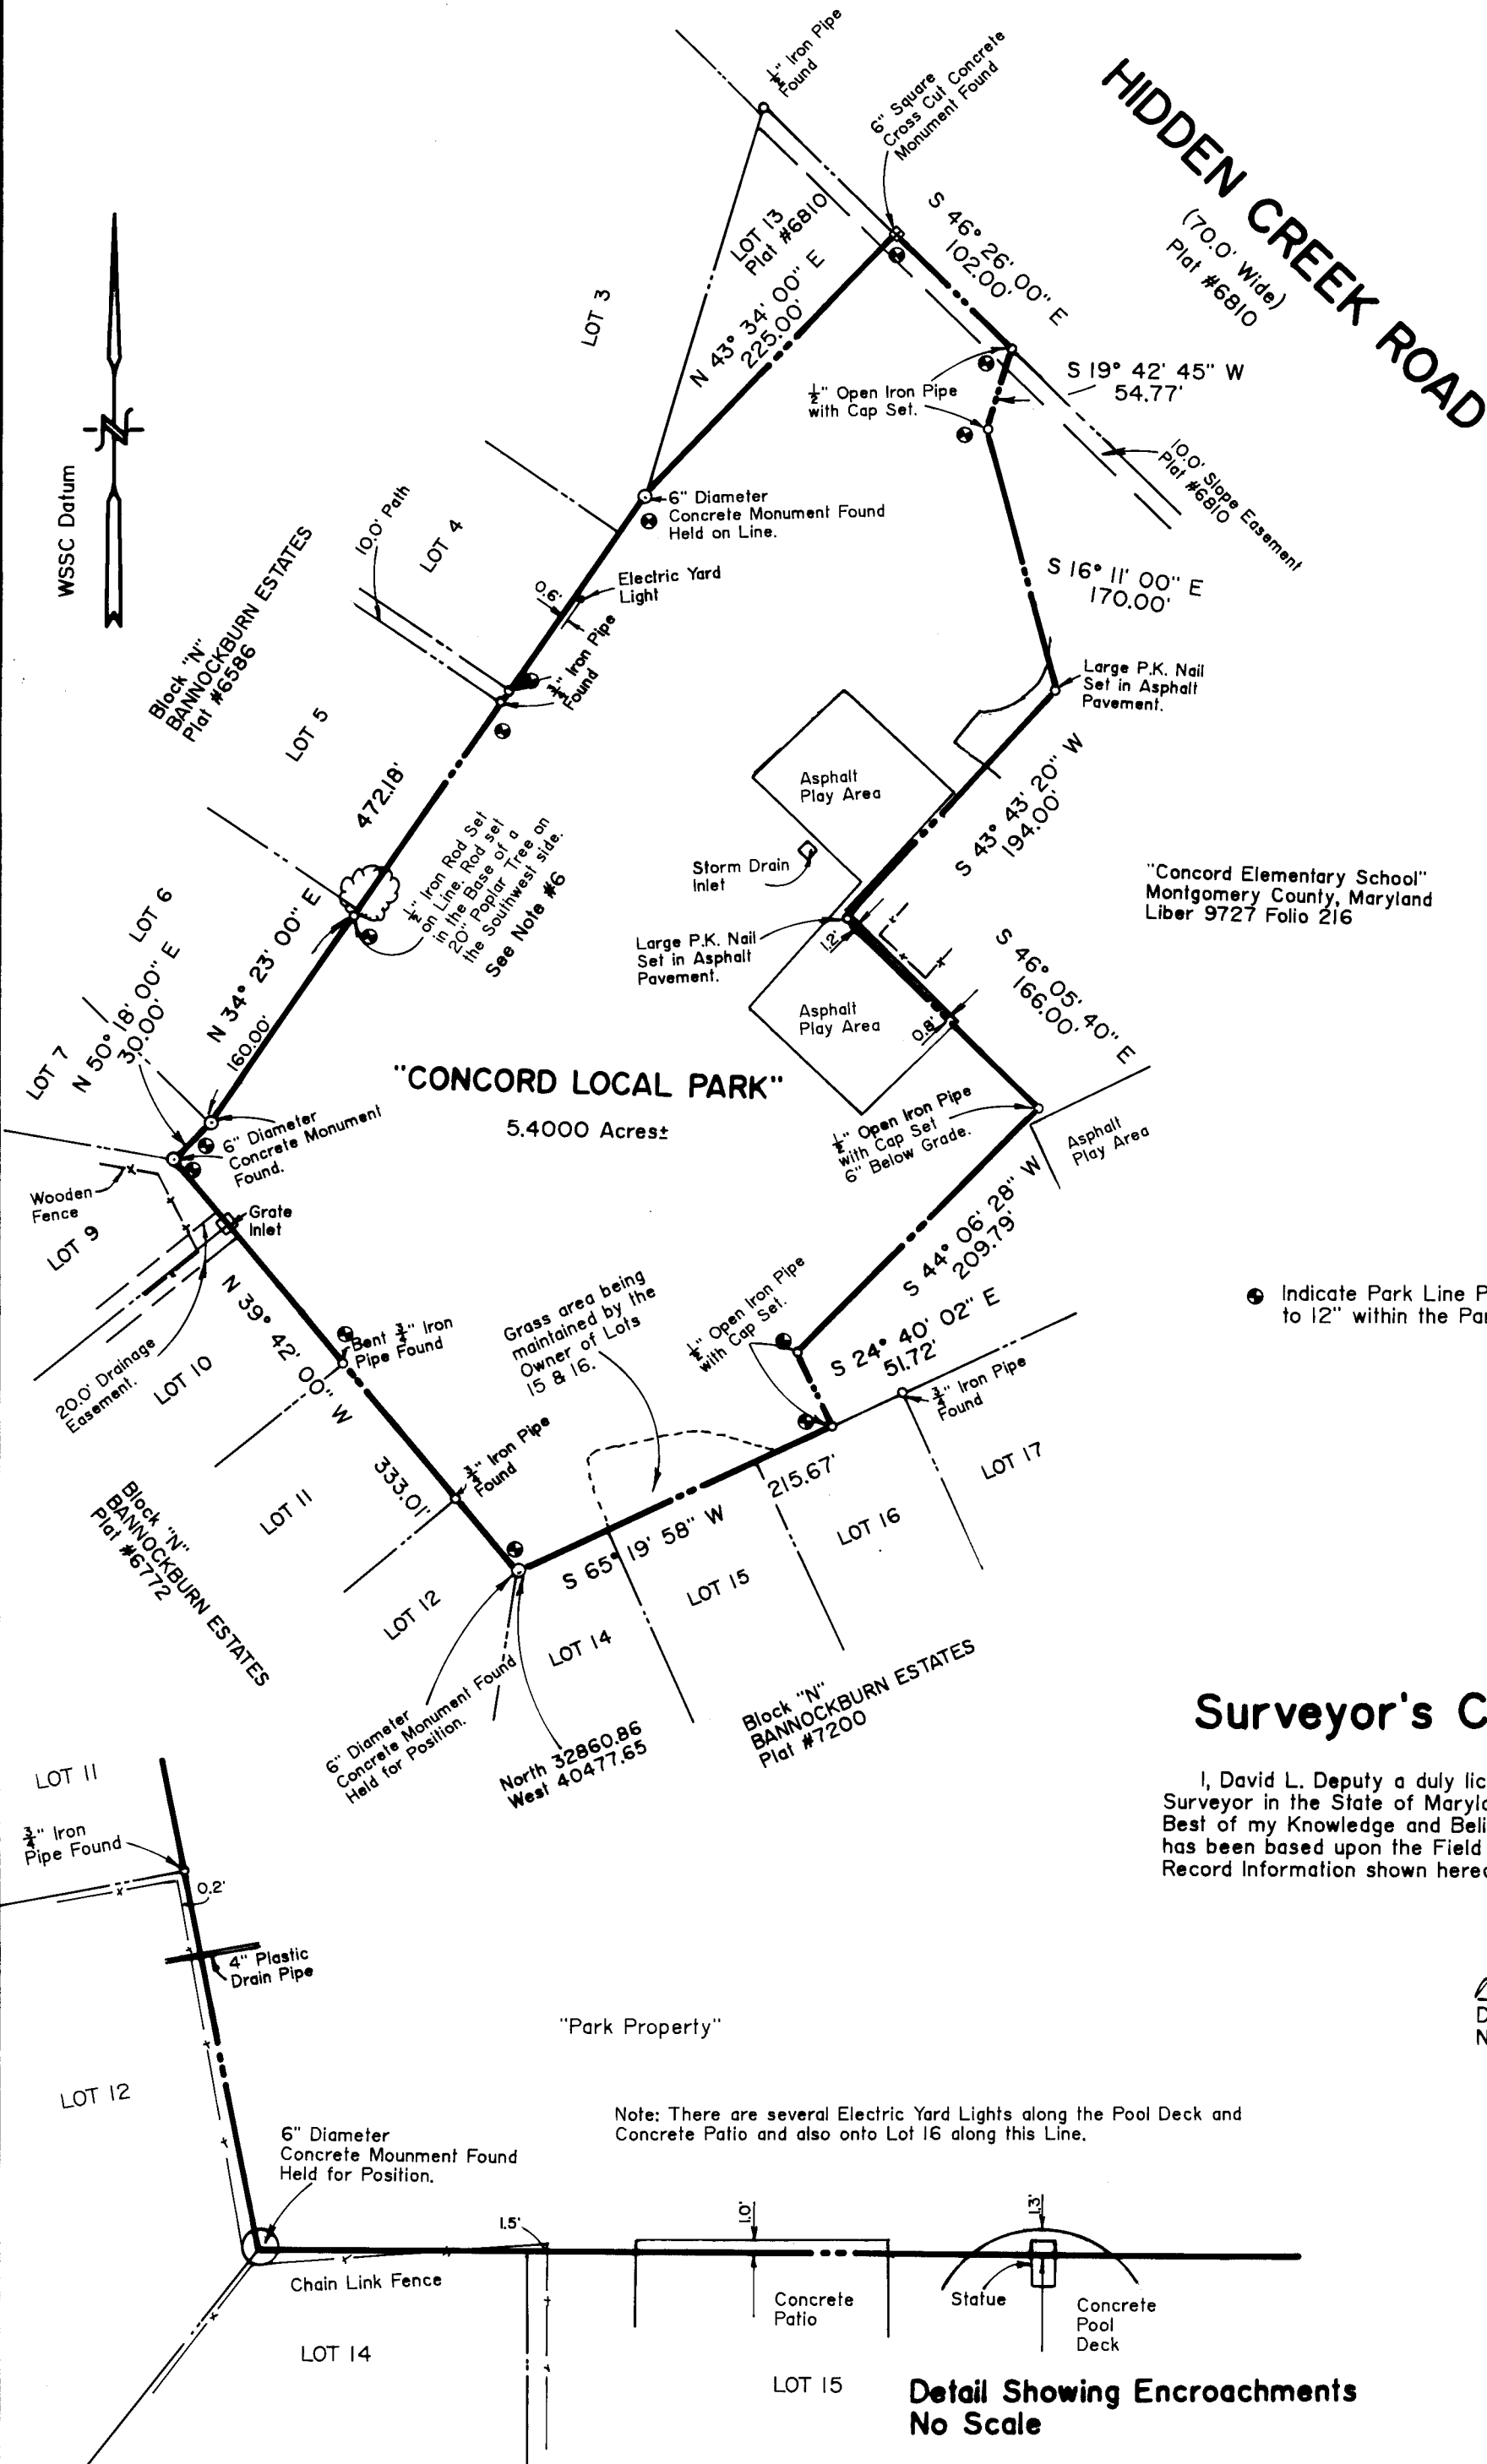 1/2" Iron Pipe
Found
6" Square
Cross Cut Concrete
Monument Found
HIDDEN CREEK ROAD
(70.0' Wide)
Plat #6810
S 46° 26' 00" E
102.00'
LOT 13
Plat #6810
LOT 3
N 43° 34' 00" E
225.00'
S 19° 42' 45" W
54.77'
1/2" Open Iron Pipe
with Cap Set.
10.0' Slope Easement
Plat #6810
WSSC Datum
N
10.0' Path
LOT 4
6" Diameter
Concrete Monument Found
Held on Line.
Electric Yard
Light
0.6'
3/4" Iron Pipe
Found
S 16° 11' 00" E
170.00'
Block "N"
BANNOCKBURN ESTATES
Plat #6586
LOT 5
Large P.K. Nail
Set in Asphalt
Pavement.
Asphalt
Play Area
472.18'
S 43° 43' 20" W
194.00'
Storm Drain
Inlet
1/2" Iron Rod Set
on Line. Rod set
in the Base of a
20" Poplar Tree on
the Southwest side.
See Note #6
"Concord Elementary School"
Montgomery County, Maryland
Liber 9727 Folio 216
LOT 6
N 34° 23' 00" E
160.00'
Large P.K. Nail
Set in Asphalt
Pavement.
1.2'
S 46° 05' 40" E
166.00'
Asphalt
Play Area
0.8'
LOT 7
N 50° 18' 00" E
30.00'
"CONCORD LOCAL PARK"
5.4000 Acres±
6" Diameter
Concrete Monument
Found.
1/2" Open Iron Pipe
with Cap Set
6" Below Grade.
Asphalt
Play Area
Wooden
Fence
LOT 9
Grate
Inlet
S 44° 06' 28" W
209.79'
N 39° 42' 00" W
333.01'
Grass area being
maintained by the
Owner of Lots
15 & 16.
1/2" Open Iron Pipe
with Cap Set.
Indicate Park Line P
to 12" within the Par
Bent 3/4" Iron
Pipe Found
S 24° 40' 02" E
51.72'
20.0' Drainage
Easement.
LOT 10
3/4" Iron Pipe
Found
3/4" Iron Pipe
Found
LOT 17
LOT 11
S 65° 19' 58" W
215.67'
LOT 16
Block "N"
BANNOCKBURN ESTATES
Plat #6772
LOT 12
LOT 15
LOT 14
6" Diameter
Concrete Monument Found
Held for Position.
North 32860.86
West 40477.65
Block "N"
BANNOCKBURN ESTATES
Plat #7200
Surveyor's C
I, David L. Deputy a duly lic
Surveyor in the State of Maryla
Best of my Knowledge and Beli
has been based upon the Field
Record Information shown here
D
N
LOT 11
3/4" Iron
Pipe Found
0.2'
4" Plastic
Drain Pipe
"Park Property"
LOT 12
Note: There are several Electric Yard Lights along the Pool Deck and
Concrete Patio and also onto Lot 16 along this Line.
6" Diameter
Concrete Mounment Found
Held for Position.
1.5'
1.0'
1.3'
Chain Link Fence
Concrete
Patio
Statue
Concrete
Pool
Deck
LOT 14
LOT 15
Detail Showing Encroachments
No Scale